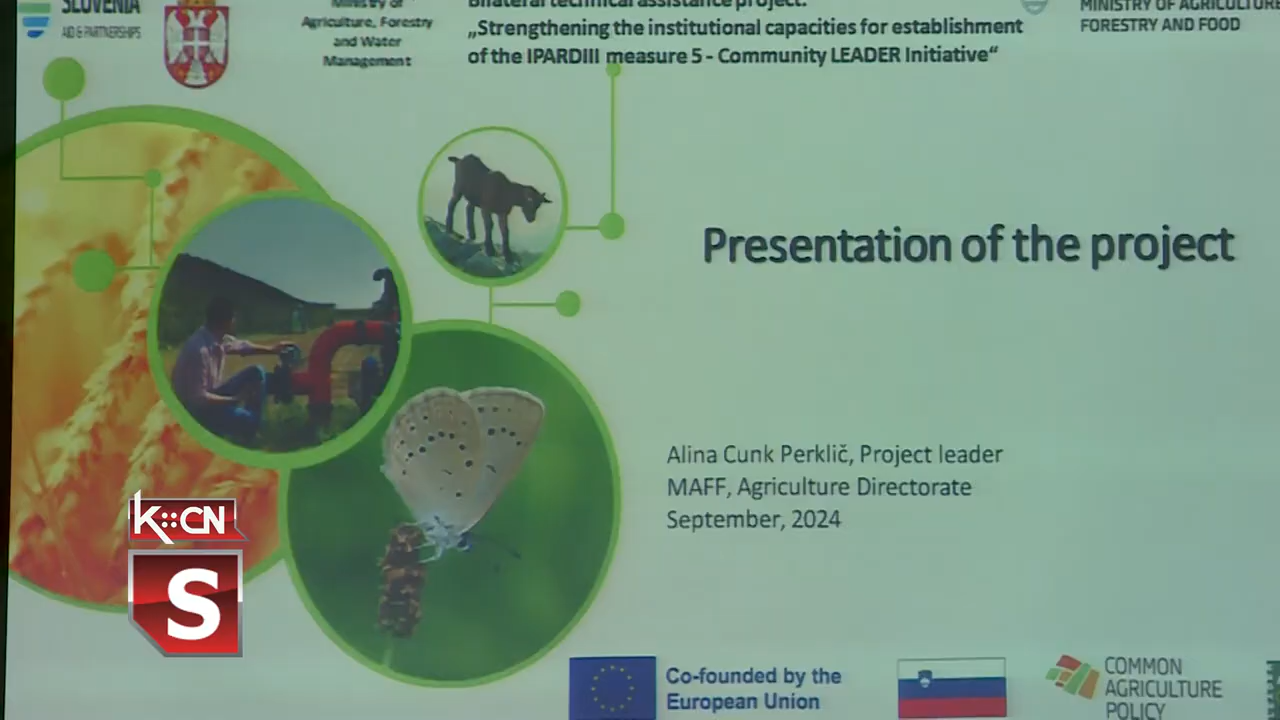 SLOVENIA
AID & PARTNERSHIPS
Ministry of
Agriculture, Forestry
and Water
Management
Bilateral technical assistance project:
„Strengthening the institutional capacities for establishment
of the IPARDIII measure 5 - Community LEADER Initiative“
MINISTRY OF AGRICULTURE
FORESTRY AND FOOD
Presentation of the project
Alina Cunk Perklič, Project leader
MAFF, Agriculture Directorate
September, 2024
K::CN
S
Co-founded by the
European Union
COMMON
AGRICULTURE
POLICY